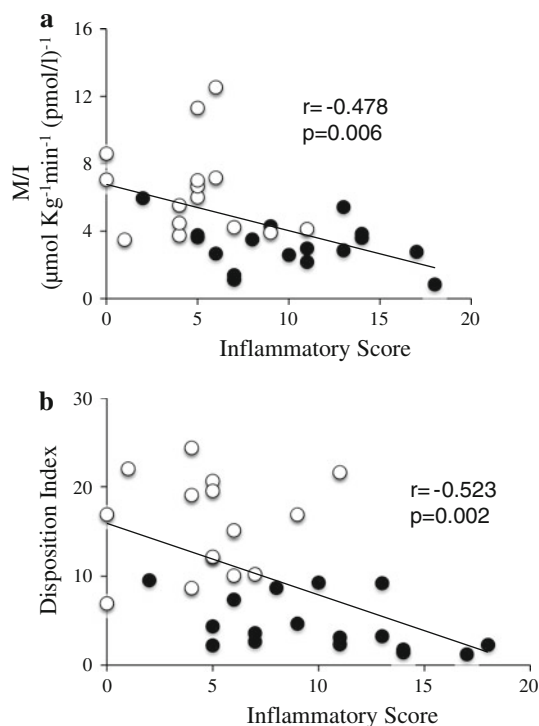 a
16
12
8
4
0
M/I
(µmol Kg⁻¹min⁻¹ (pmol/l)⁻¹
r= -0.478
p=0.006
0 5 10 15 20
Inflammatory Score
b
30
20
10
0
Disposition Index
r= -0.523
p=0.002
0 5 10 15 20
Inflammatory Score